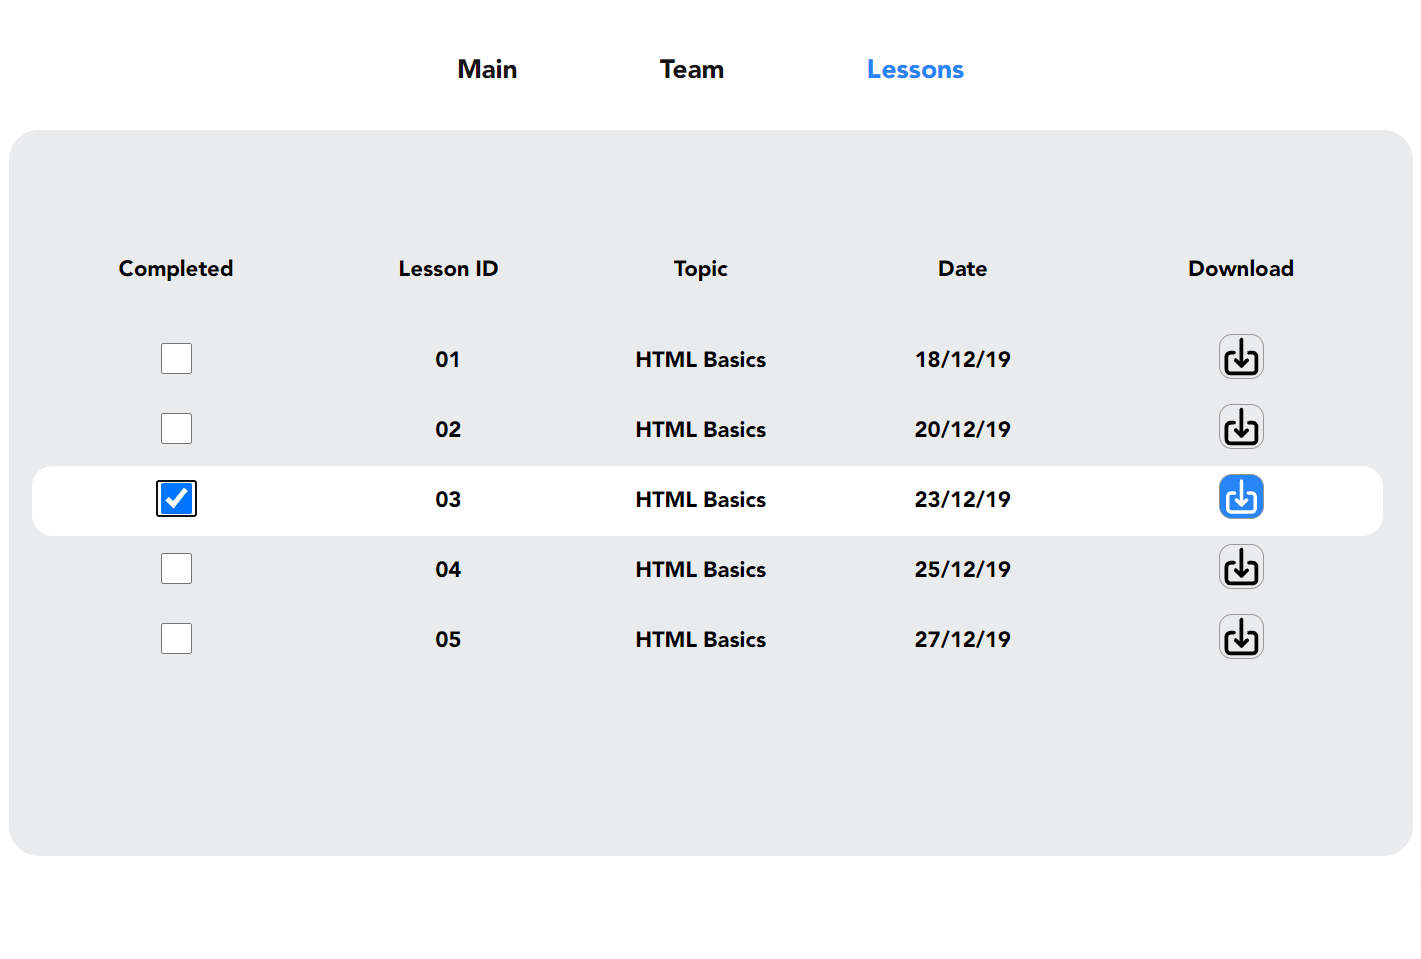 Main Team Lessons
Completed Lesson ID Topic Date Download
01 HTML Basics 18/12/19
02 HTML Basics 20/12/19
03 HTML Basics 23/12/19
04 HTML Basics 25/12/19
05 HTML Basics 27/12/19